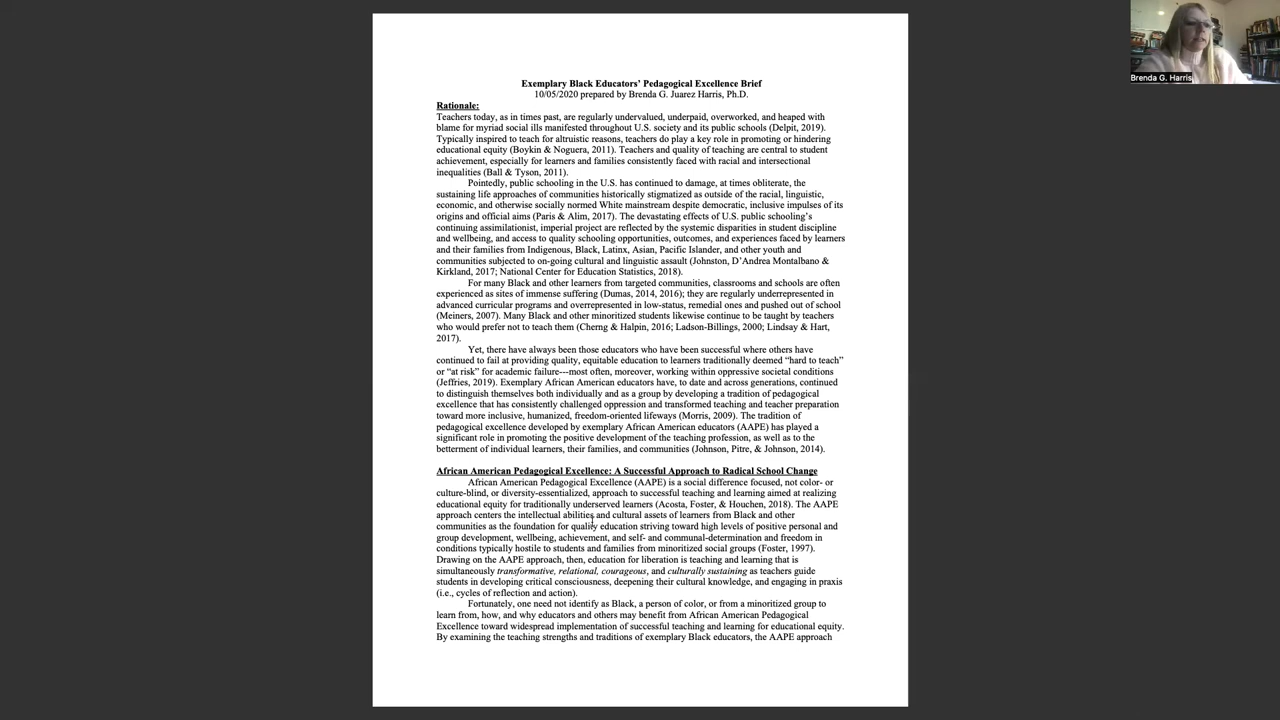 Exemplary Black Educators' Pedagogical Excellence Brief
10/05/2020 prepared by Brenda G. Juarez Harris, Ph.D.
Rationale:
Teachers today, as in times past, are regularly undervalued, underpaid, overworked, and heaped with
blame for myriad social ills manifested throughout U.S. society and its public schools (Delpit, 2019).
Typically inspired to teach for altruistic reasons, teachers do play a key role in promoting or hindering
educational equity (Boykin & Noguera, 2011). Teachers and quality of teaching are central to student
achievement, especially for learners and families consistently faced with racial and intersectional
inequalities (Ball & Tyson, 2011).
Pointedly, public schooling in the U.S. has continued to damage, at times obliterate, the
sustaining life approaches of communities historically stigmatized as outside of the racial, linguistic,
economic, and otherwise socially normed White mainstream despite democratic, inclusive impulses of its
origins and official aims (Paris & Alim, 2017). The devastating effects of U.S. public schooling's
continuing assimilationist, imperial project are reflected by the systemic disparities in student discipline
and wellbeing, and access to quality schooling opportunities, outcomes, and experiences faced by learners
and their families from Indigenous, Black, Latinx, Asian, Pacific Islander, and other youth and
communities subjected to on-going cultural and linguistic assault (Johnston, D'Andrea Montalbano &
Kirkland, 2017; National Center for Education Statistics, 2018).
For many Black and other learners from targeted communities, classrooms and schools are often
experienced as sites of immense suffering (Dumas, 2014, 2016); they are regularly underrepresented in
advanced curricular programs and overrepresented in low-status, remedial ones and pushed out of school
(Meiners, 2007). Many Black and other minoritized students likewise continue to be taught by teachers
who would prefer not to teach them (Cherng & Halpin, 2016; Ladson-Billings, 2000; Lindsay & Hart,
2017).
Yet, there have always been those educators who have been successful where others have
continued to fail at providing quality, equitable education to learners traditionally deemed "hard to teach"
or "at risk" for academic failure---most often, moreover, working within oppressive societal conditions
(Jeffries, 2019). Exemplary African American educators have, to date and across generations, continued
to distinguish themselves both individually and as a group by developing a tradition of pedagogical
excellence that has consistently challenged oppression and transformed teaching and teacher preparation
toward more inclusive, humanized, freedom-oriented lifeways (Morris, 2009). The tradition of
pedagogical excellence developed by exemplary African American educators (AAPE) has played a
significant role in promoting the positive development of the teaching profession, as well as to the
betterment of individual learners, their families, and communities (Johnson, Pitre, & Johnson, 2014).
African American Pedagogical Excellence: A Successful Approach to Radical School Change
African American Pedagogical Excellence (AAPE) is a social difference focused, not color- or
culture-blind, or diversity-essentialized, approach to successful teaching and learning aimed at realizing
educational equity for traditionally underserved learners (Acosta, Foster, & Houchen, 2018). The AAPE
approach centers the intellectual abilities and cultural assets of learners from Black and other
communities as the foundation for quality education striving toward high levels of positive personal and
group development, wellbeing, achievement, and self- and communal-determination and freedom in
conditions typically hostile to students and families from minoritized social groups (Foster, 1997).
Drawing on the AAPE approach, then, education for liberation is teaching and learning that is
simultaneously transformative, relational, courageous, and culturally sustaining as teachers guide
students in developing critical consciousness, deepening their cultural knowledge, and engaging in praxis
(i.e., cycles of reflection and action).
Fortunately, one need not identify as Black, a person of color, or from a minoritized group to
learn from, how, and why educators and others may benefit from African American Pedagogical
Excellence toward widespread implementation of successful teaching and learning for educational equity.
By examining the teaching strengths and traditions of exemplary Black educators, the AAPE approach
Brenda G. Harris